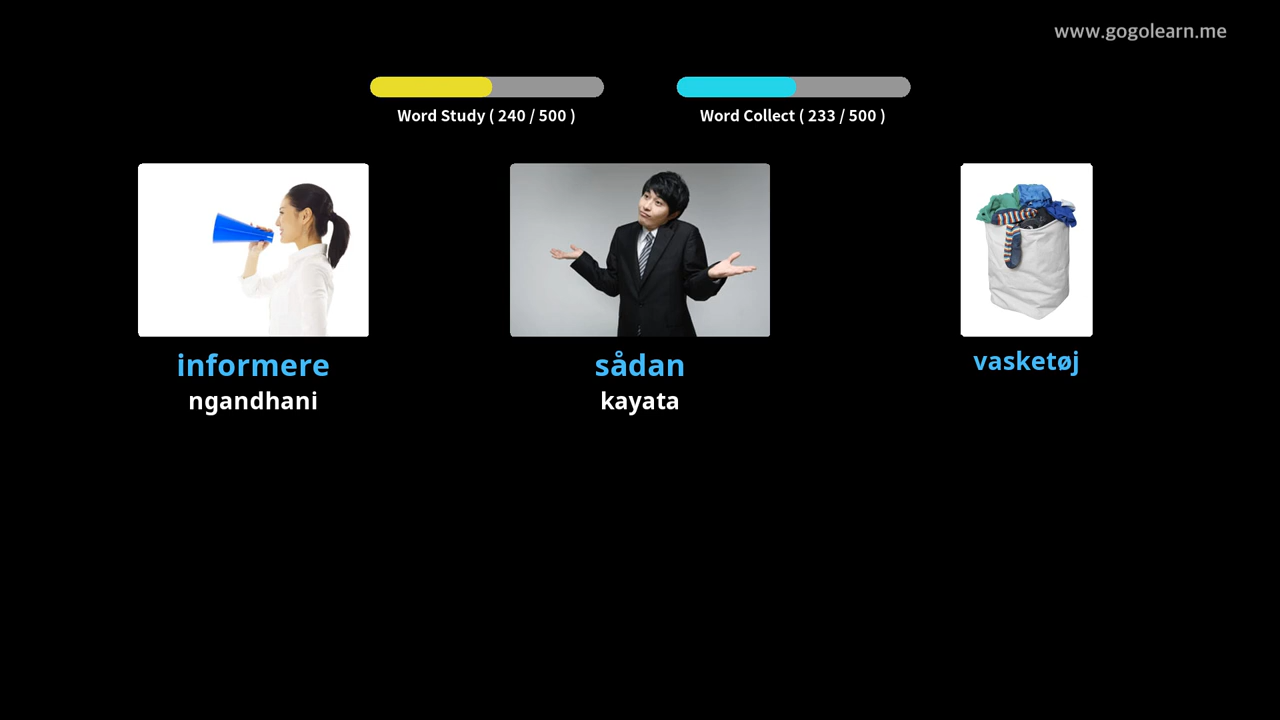 www.gogolearn.me
Word Study ( 240 / 500 )
Word Collect ( 233 / 500 )
informere
ngandhani
sådan
kayata
vasketøj